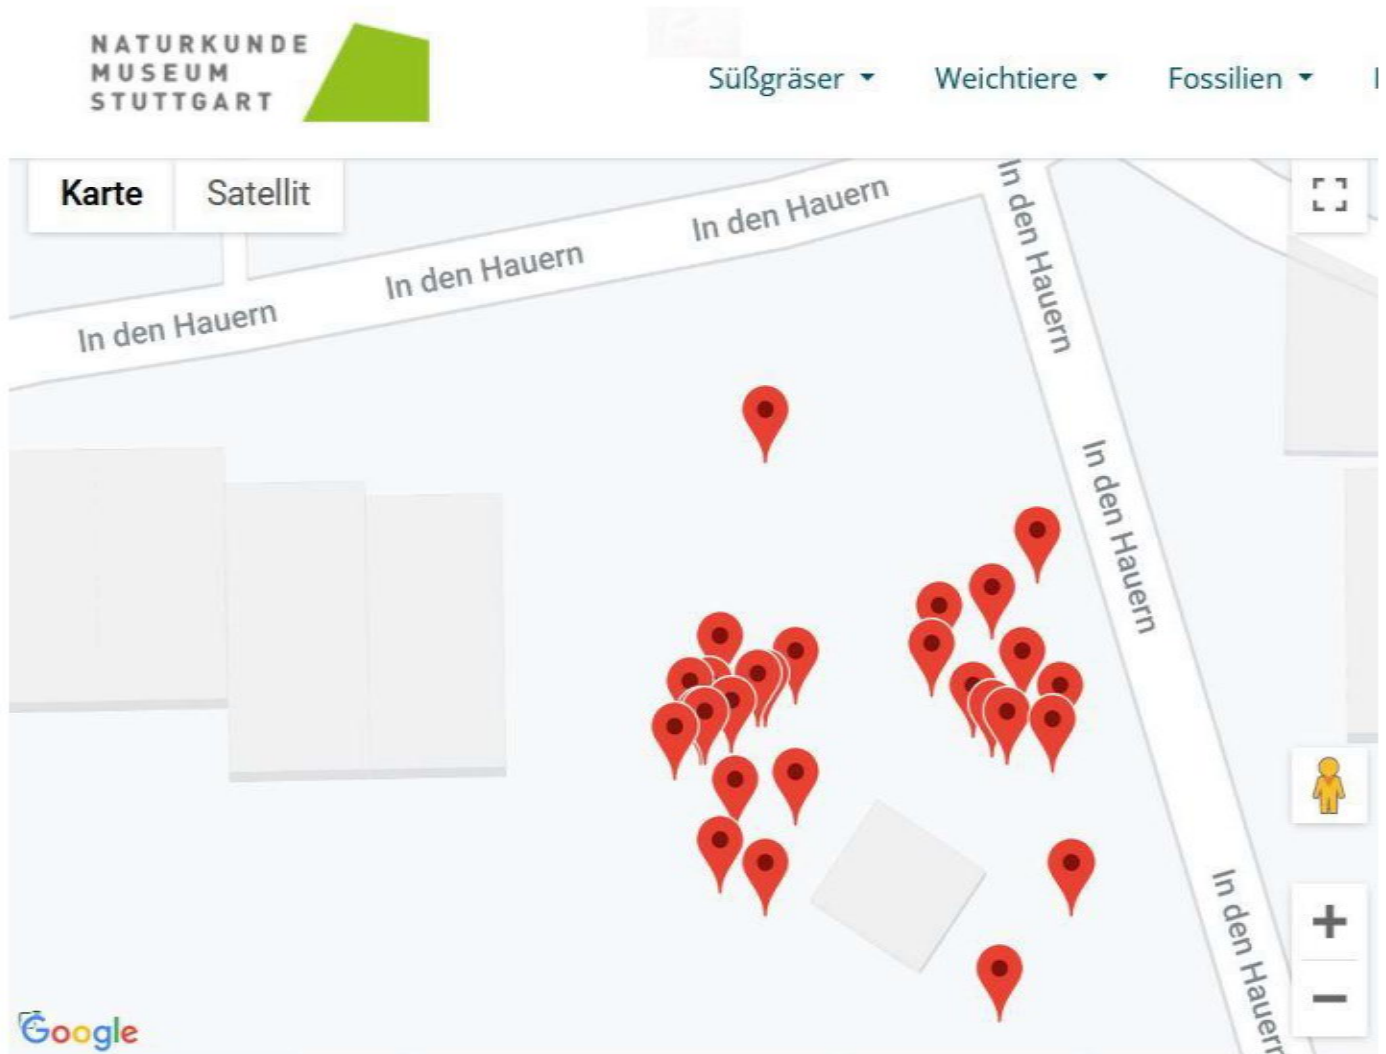 NATURKUNDE
MUSEUM
STUTTGART
Süßgräser
Weichtiere
Fossilien
Karte
Satellit
In den Hauern
In den Hauern
In den Hauern
In den Hauern
In den Hauern
In den Hauern
Google